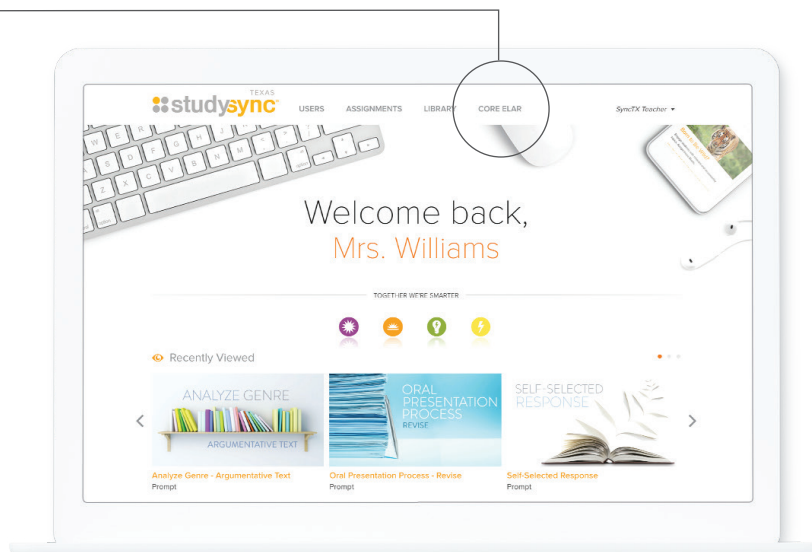 TEXAS
studysync
USERS ASSIGNMENTS LIBRARY CORE ELAR SyncTX Teacher
Welcome back,
Mrs. Williams
TOGETHER WE'RE SMARTER
Recently Viewed
ANALYZE GENRE
ARGUMENTATIVE TEXT
ORAL
PRESENTATION
PROCESS
REVISE
SELF-SELECTED
RESPONSE
Analyze Genre - Argumentative Text
Prompt
Oral Presentation Process - Revise
Prompt
Self-Selected Response
Prompt